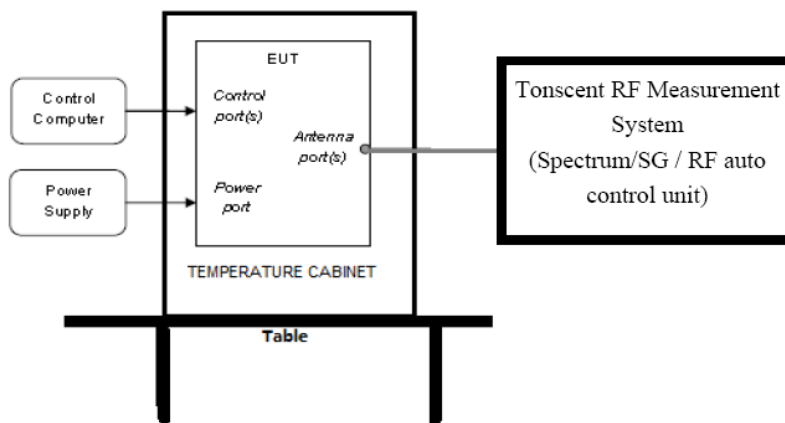 EUT
Control
Computer
Control
port(s)
Antenna
port(s)
Power
Supply
Power
port
TEMPERATURE CABINET
Table
Tonscent RF Measurement
System
(Spectrum/SG / RF auto
control unit)